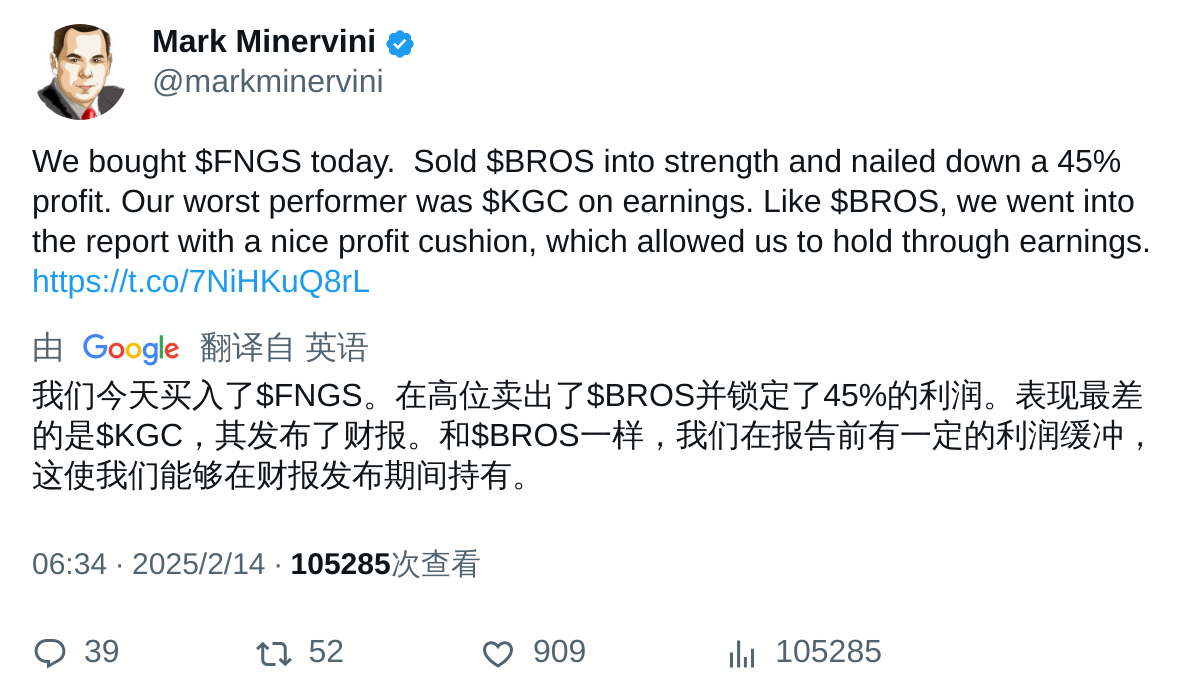 Mark Minervini
@markminervini
We bought $FNGS today.  Sold $BROS into strength and nailed down a 45%
profit. Our worst performer was $KGC on earnings. Like $BROS, we went into
the report with a nice profit cushion, which allowed us to hold through earnings.
https://t.co/7NiHKuQ8rL
由 Google 翻译自 英语
我们今天买入了$FNGS。在高位卖出了$BROS并锁定了45%的利润。表现最差
的是$KGC，其发布了财报。和$BROS一样，我们在报告前有一定的利润缓冲，
这使我们能够在财报发布期间持有。
06:34 · 2025/2/14 · 105285次查看
39 52 909 105285